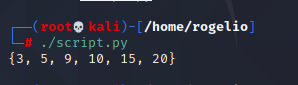 ┌──(root💀kali)-[/home/rogelio]
└─# ./script.py
{3, 5, 9, 10, 15, 20}